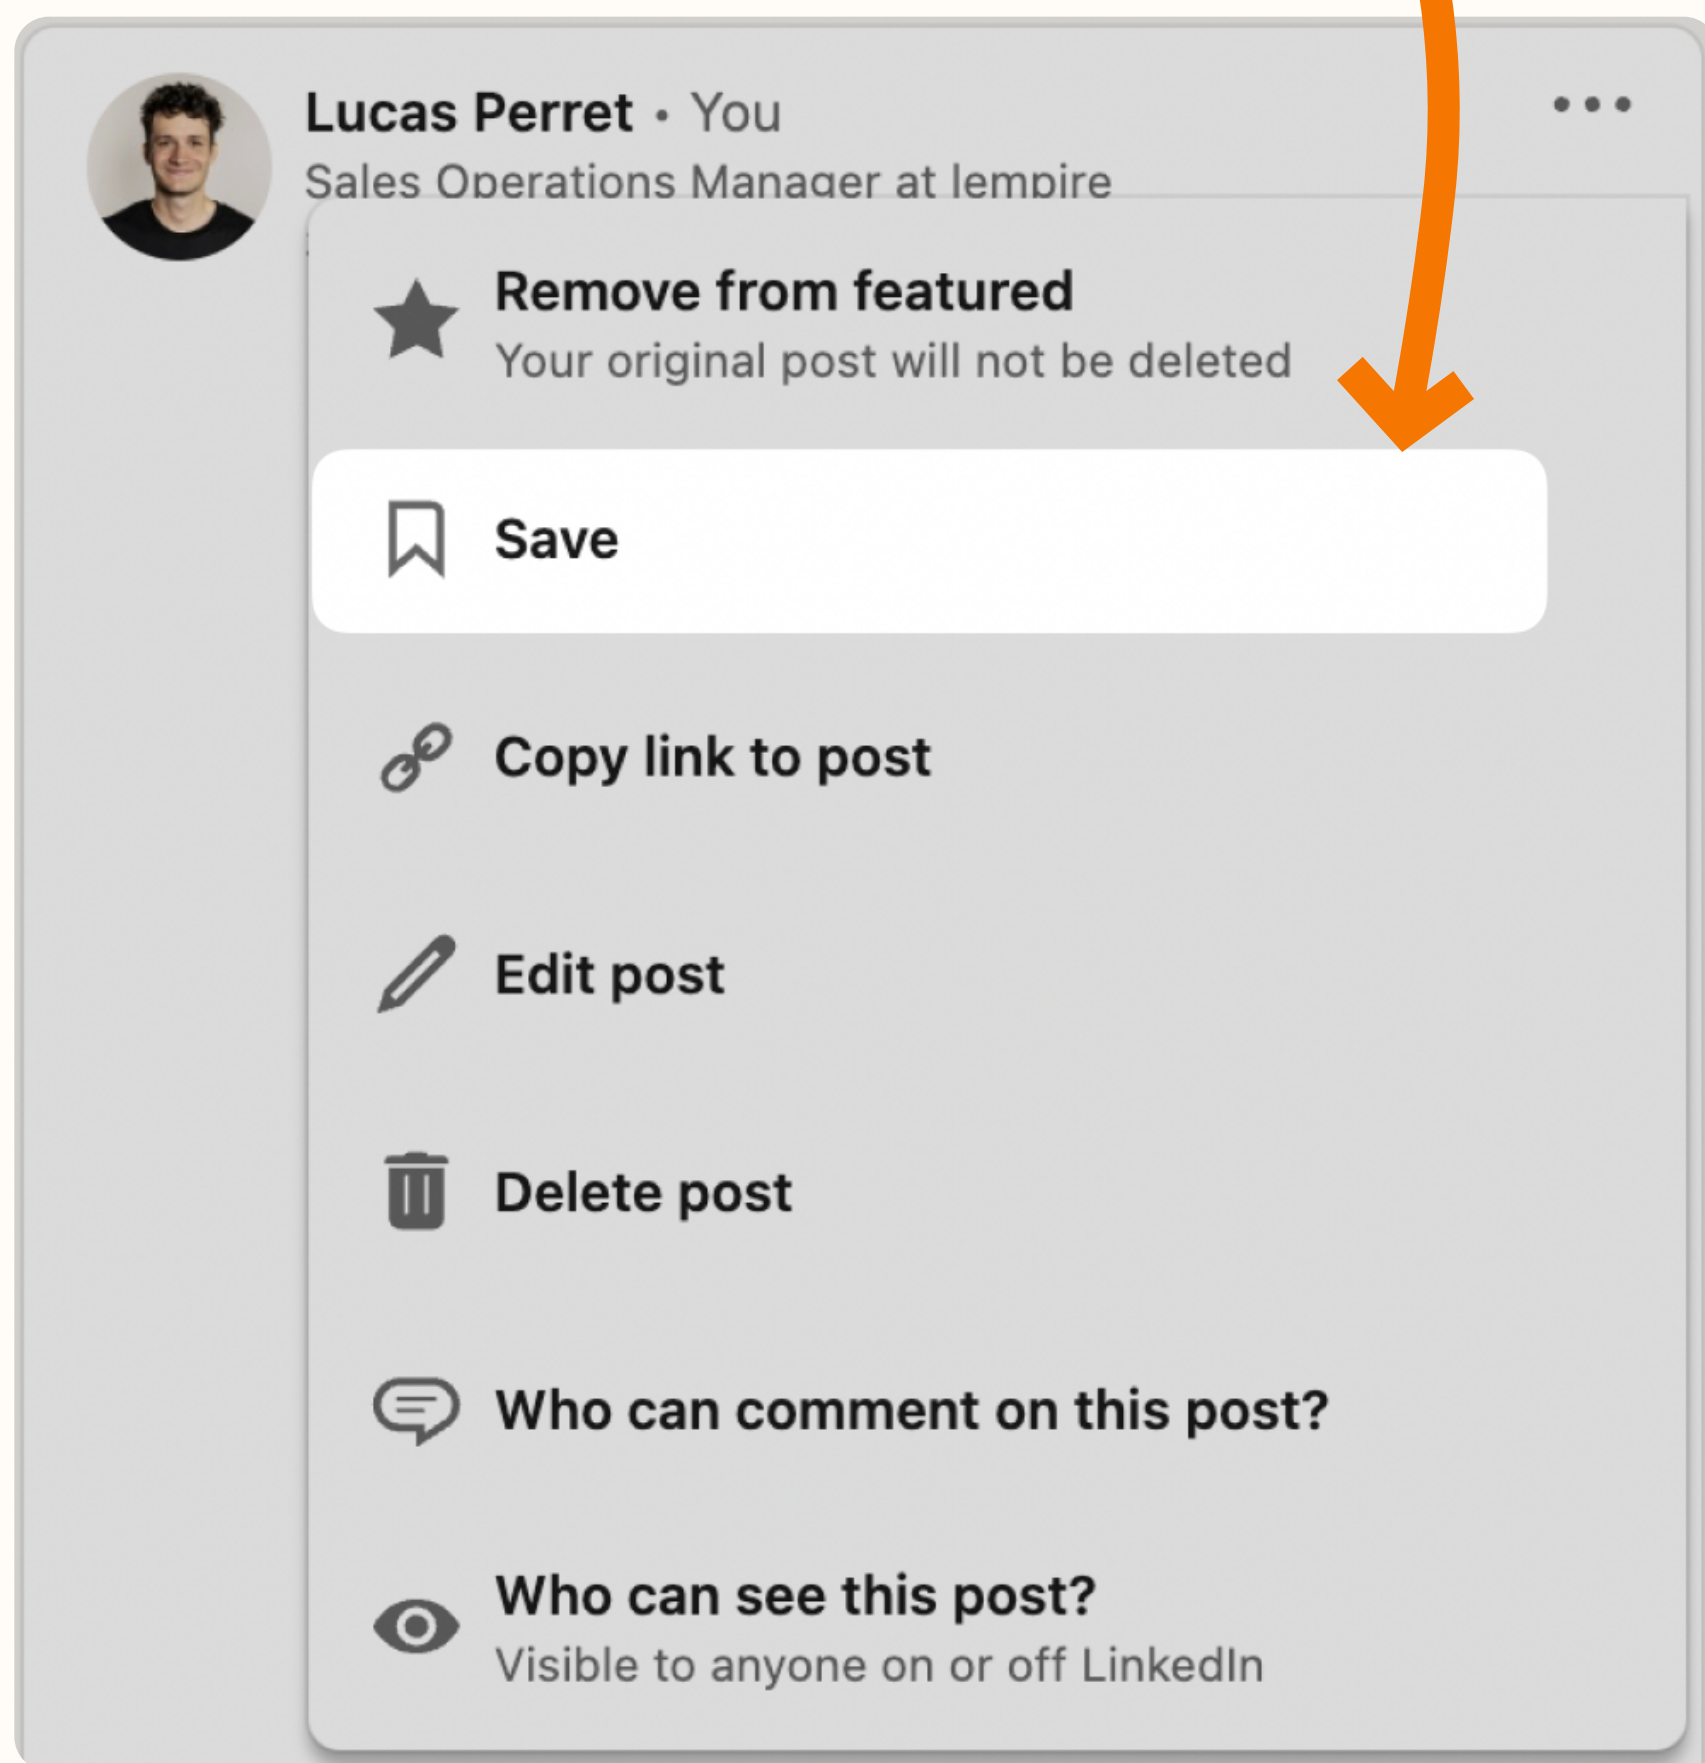 Lucas Perret • You
Sales Operations Manager at lempire
Remove from featured
Your original post will not be deleted
Save
Copy link to post
Edit post
Delete post
Who can comment on this post?
Who can see this post?
Visible to anyone on or off LinkedIn